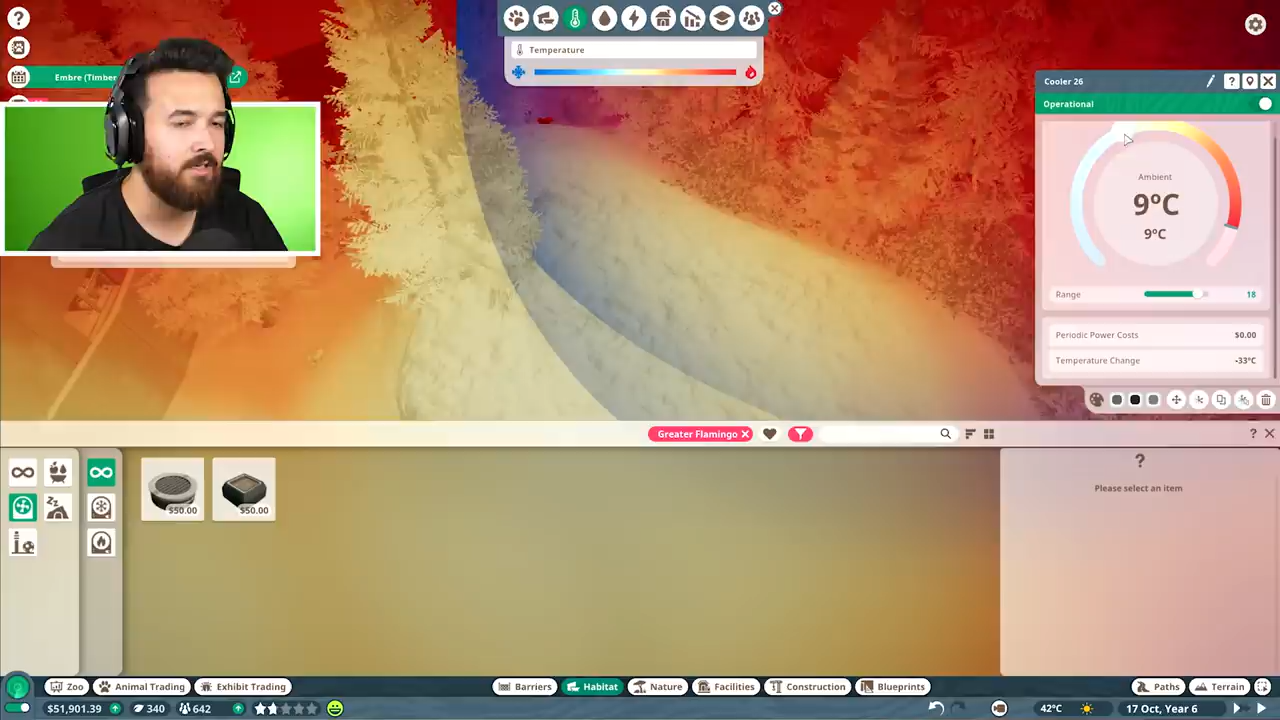 Temperature
Embre (Timber
Cooler 26
Operational
Ambient
9°C
9°C
Range 18
Periodic Power Costs $0.00
Temperature Change -33°C
Greater Flamingo
$50.00 $50.00
Please select an item
Zoo Animal Trading Exhibit Trading Barriers Habitat Nature Facilities Construction Blueprints Paths Terrain
$51,901.39 340 642 42°C 17 Oct, Year 6